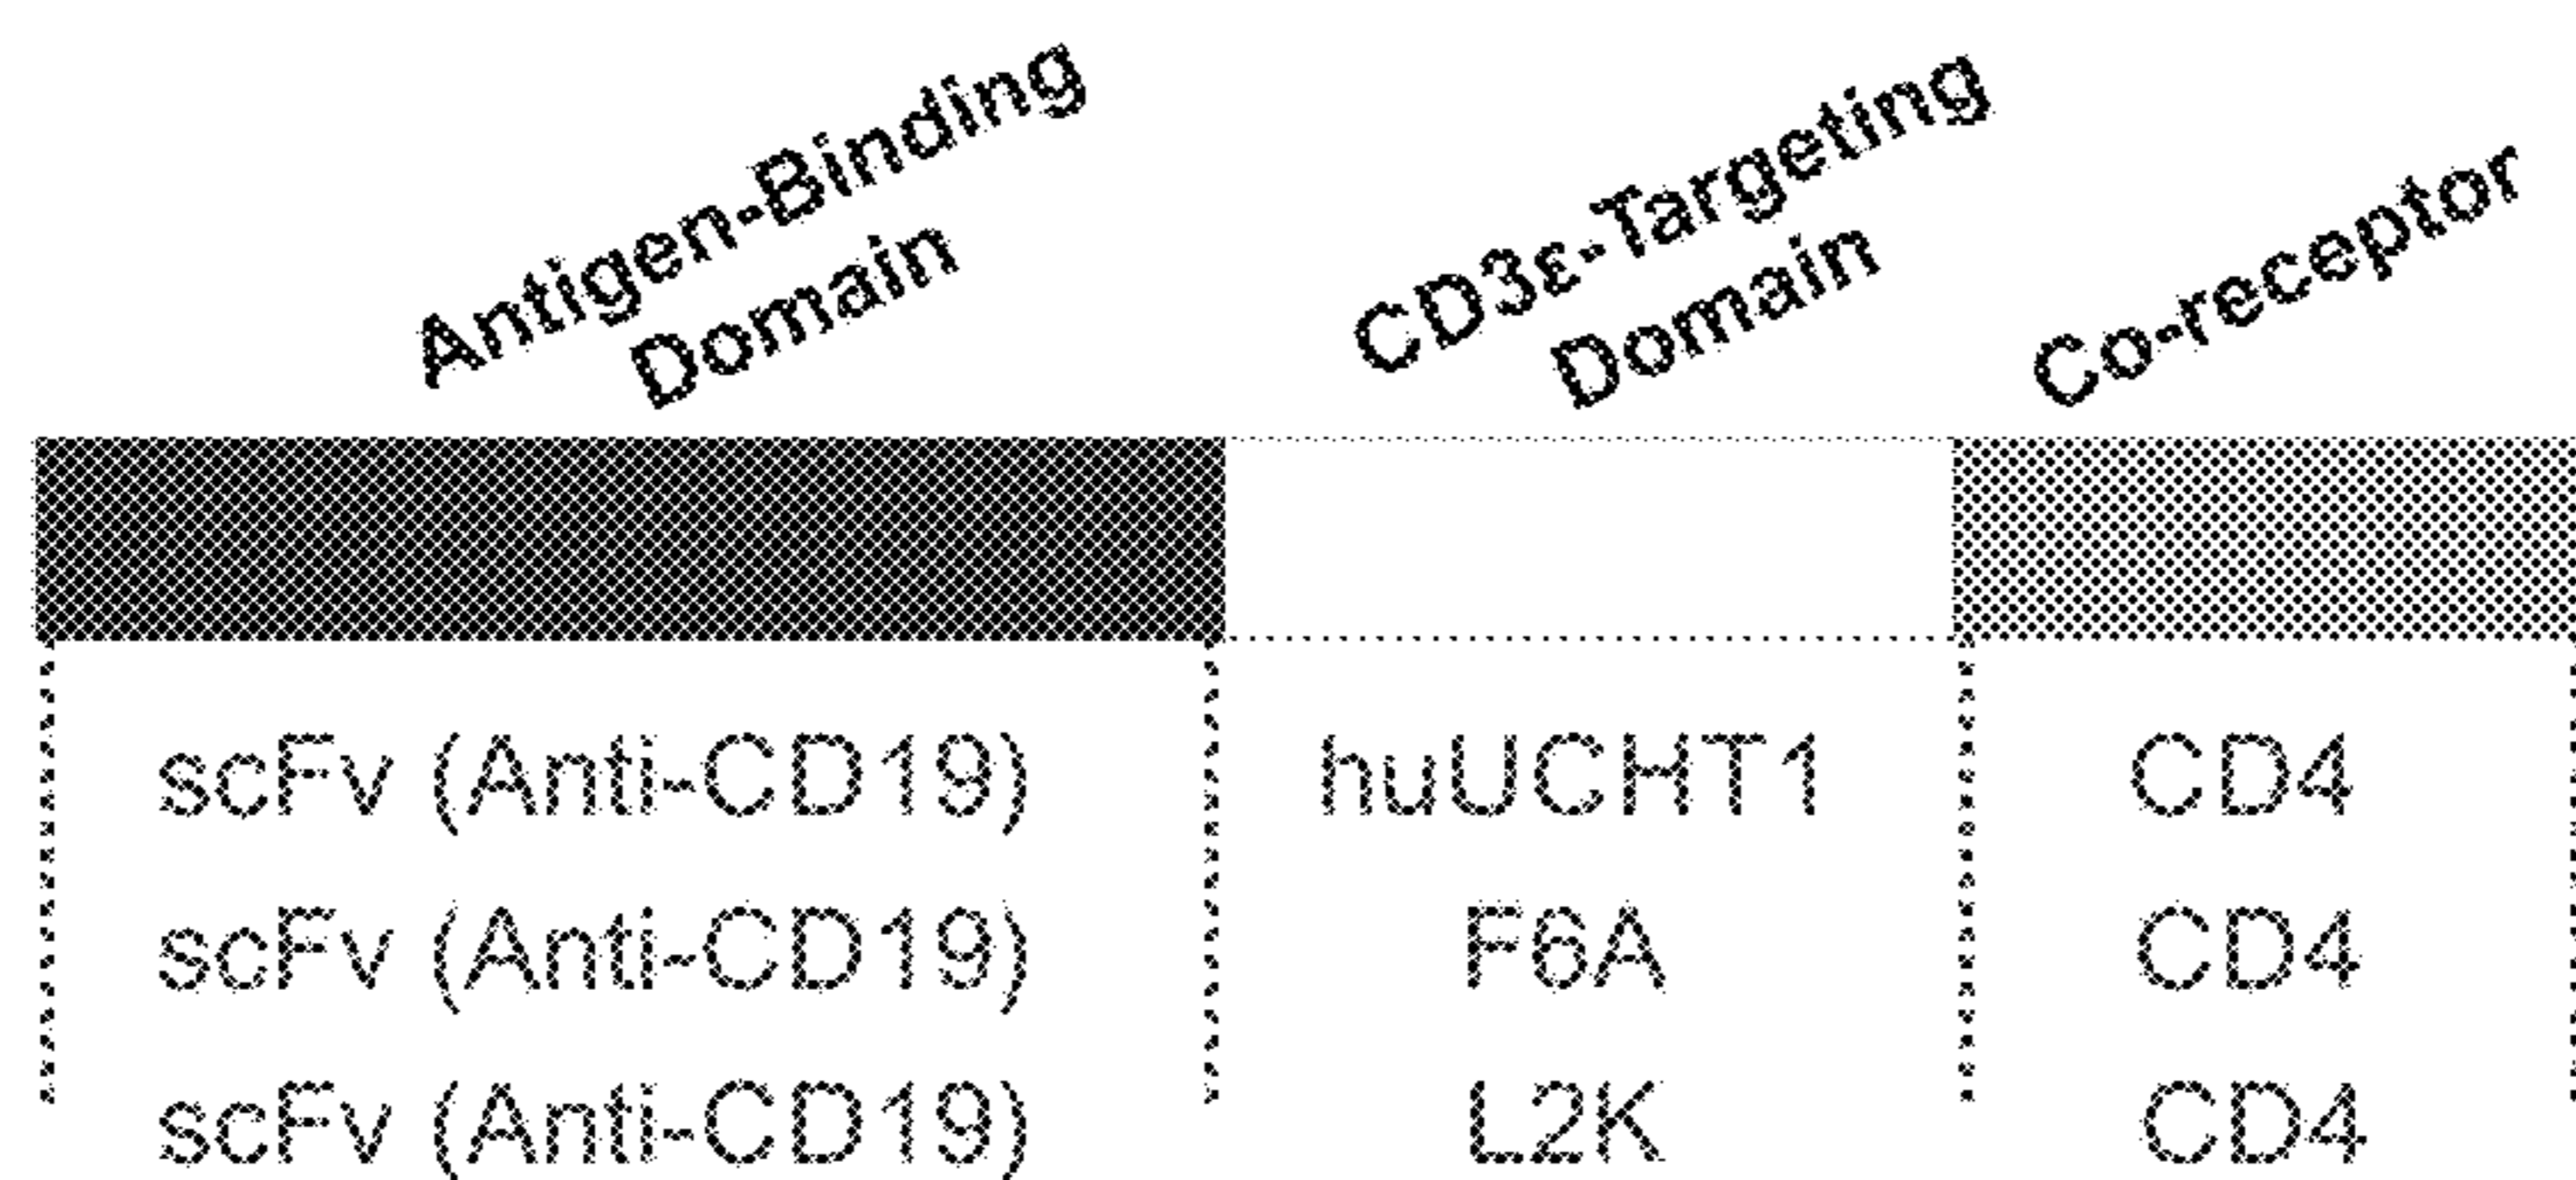 Antigen-Binding
Domain
CD3ε-Targeting
Domain
Co-receptor
scFv (Anti-CD19) huUCHT1 CD4
scFv (Anti-CD19) F6A CD4
scFv (Anti-CD19) L2K CD4